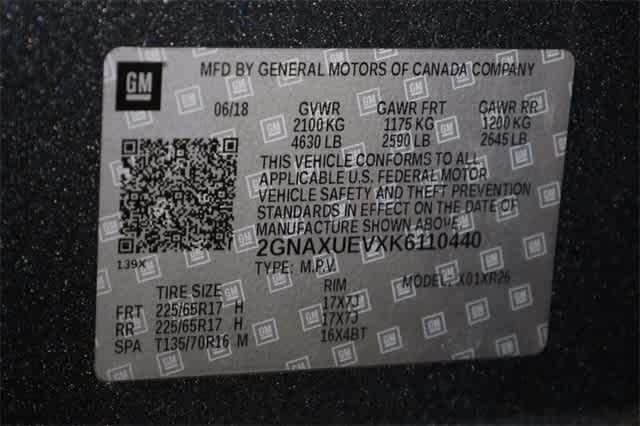 GM MFD BY GENERAL MOTORS OF CANADA COMPANY
06/18 GVWR GAWR FRT GAWR RR
2100 KG 1175 KG 1200 KG
4630 LB 2590 LB 2645 LB
THIS VEHICLE CONFORMS TO ALL
APPLICABLE U.S. FEDERAL MOTOR
VEHICLE SAFETY AND THEFT PREVENTION
STANDARDS IN EFFECT ON THE DATE OF
MANUFACTURE SHOWN ABOVE.
2GNAXUEVXK6110440
139X TYPE: M.P.V. MODEL: X01XR26
TIRE SIZE RIM
FRT 225/65R17 H 17X7J
RR 225/65R17 H 17X7J
SPA T135/70R16 M 16X4BT